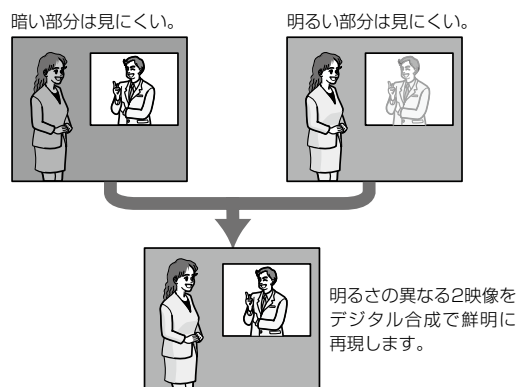 暗い部分は見にくい。
明るい部分は見にくい。
明るさの異なる2映像を
デジタル合成で鮮明に
再現します。